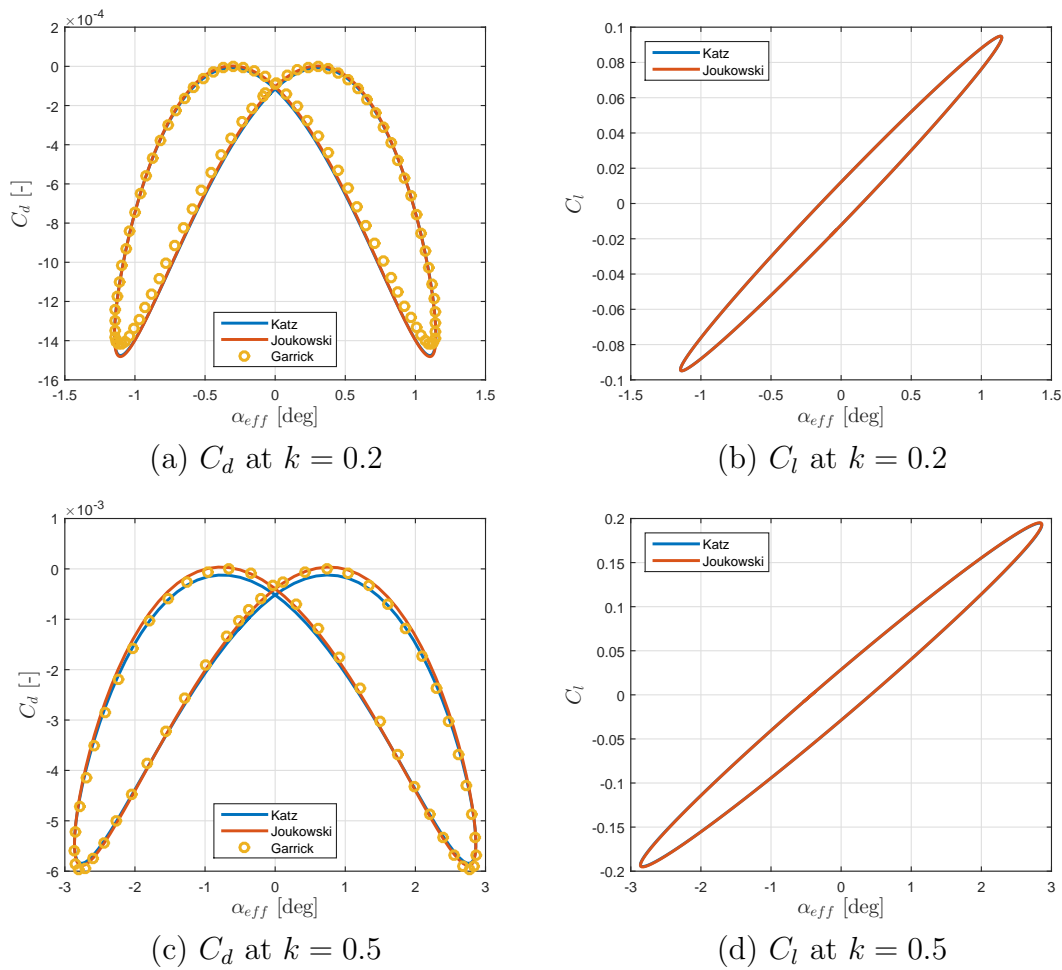 ×10⁻⁴
2
0
-2
-4
-6
-8
-10
-12
-14
-16
C_d [-]
Katz
Joukowski
Garrick
-1.5 -1 -0.5 0 0.5 1 1.5
α_eff [deg]
(a) C_d at k = 0.2
0.1
0.08
0.06
0.04
0.02
0
-0.02
-0.04
-0.06
-0.08
-0.1
C_l
Katz
Joukowski
-1.5 -1 -0.5 0 0.5 1 1.5
α_eff [deg]
(b) C_l at k = 0.2
×10⁻³
1
0
-1
-2
-3
-4
-5
-6
C_d [-]
Katz
Joukowski
Garrick
-3 -2 -1 0 1 2 3
α_eff [deg]
(c) C_d at k = 0.5
0.2
0.15
0.1
0.05
0
-0.05
-0.1
-0.15
-0.2
C_l
Katz
Joukowski
-3 -2 -1 0 1 2 3
α_eff [deg]
(d) C_l at k = 0.5